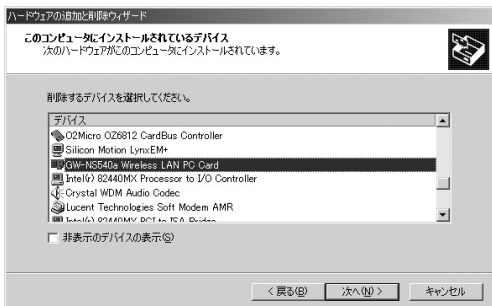 ハードウェアの追加と削除ウィザード
このコンピュータにインストールされているデバイス
次のハードウェアがこのコンピュータにインストールされています。
削除するデバイスを選択してください。
デバイス
O2Micro OZ6812 CardBus Controller
Silicon Motion LynxEM+
GW-NS540a Wireless LAN PC Card
Intel(r) 82440MX Processor to I/O Controller
Crystal WDM Audio Codec
Lucent Technologies Soft Modem AMR
Intel(r) 82440MX PCI to ISA Bridge
非表示のデバイスの表示(S)
< 戻る(B) 次へ(N) > キャンセル